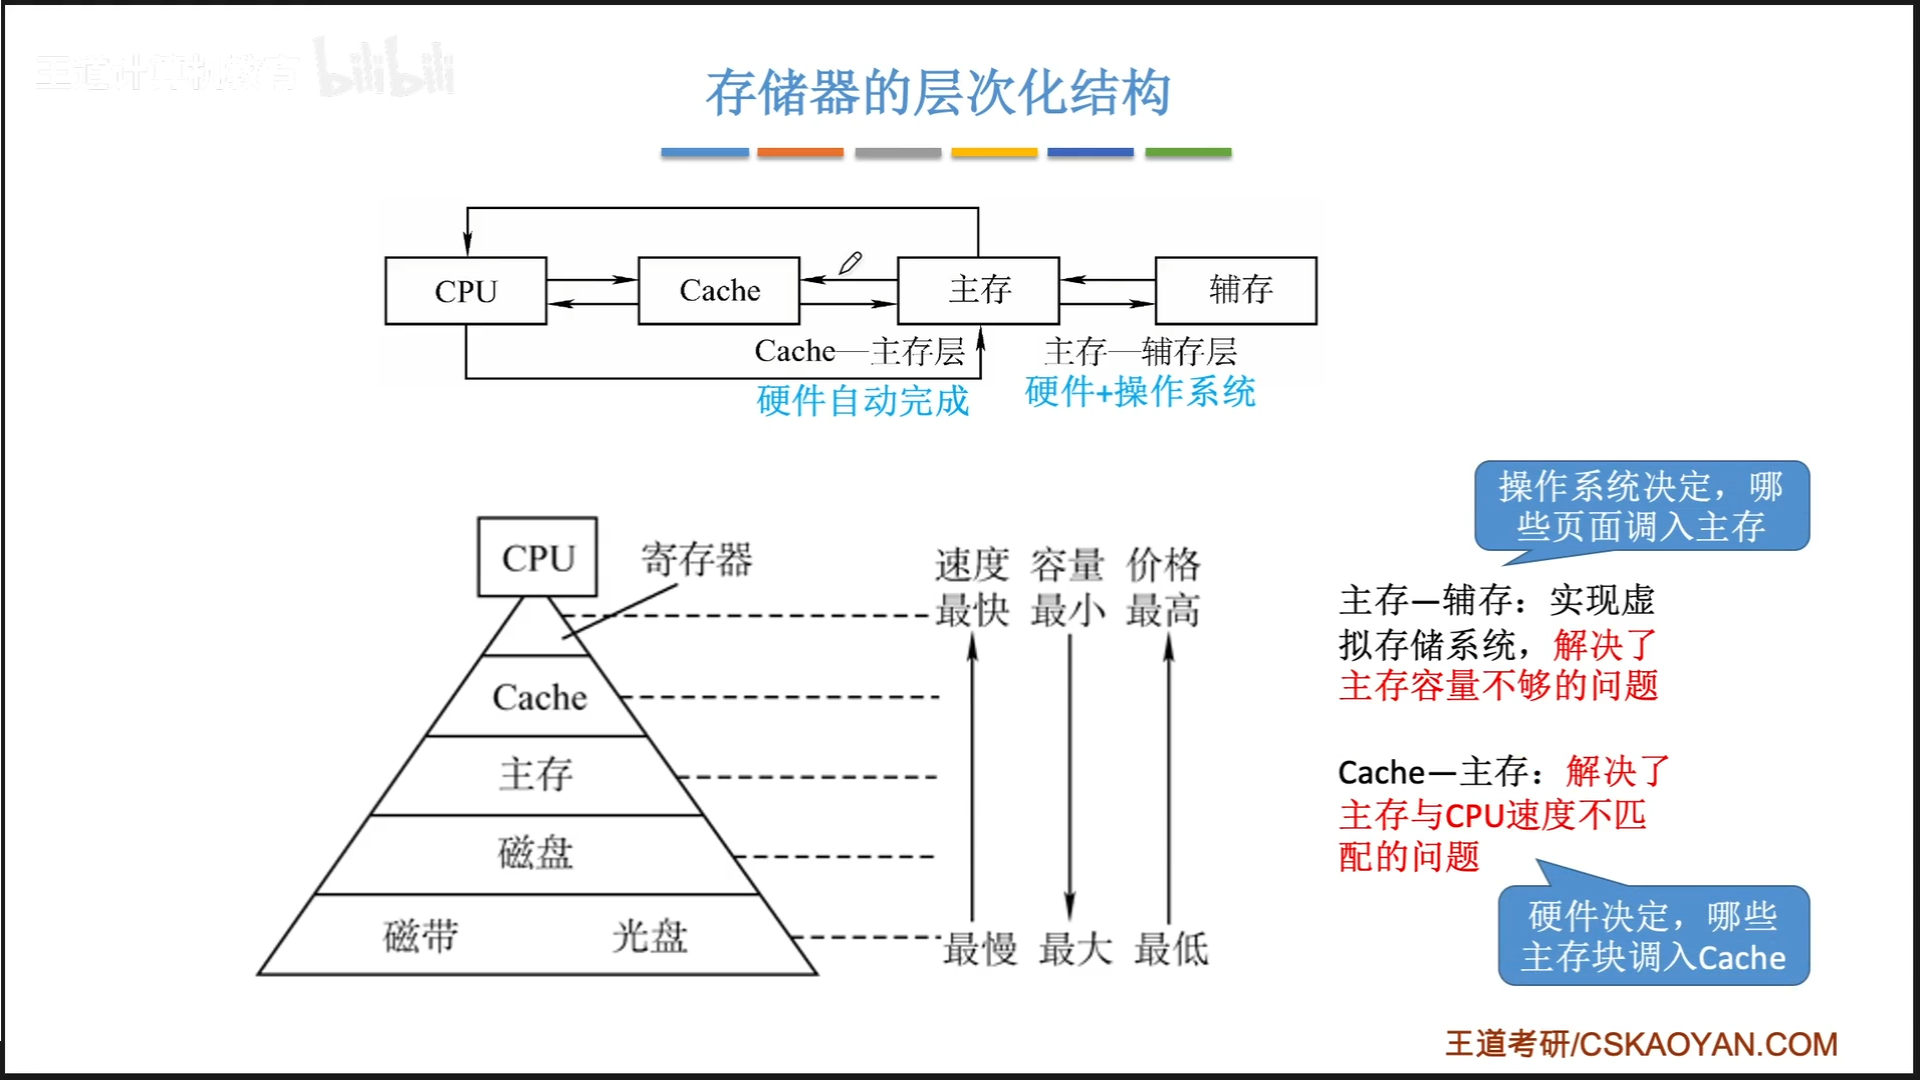 王道计算机教育 bilibili
存储器的层次化结构
CPU
Cache
主存
辅存
Cache—主存层
主存—辅存层
硬件自动完成
硬件+操作系统
操作系统决定，哪
些页面调入主存
CPU
寄存器
速度 容量 价格
最快 最小 最高
Cache
主存
磁盘
磁带 光盘
最慢 最大 最低
主存—辅存：实现虚
拟存储系统，解决了
主存容量不够的问题
Cache—主存：解决了
主存与CPU速度不匹
配的问题
硬件决定，哪些
主存块调入Cache
王道考研/CSKAOYAN.COM